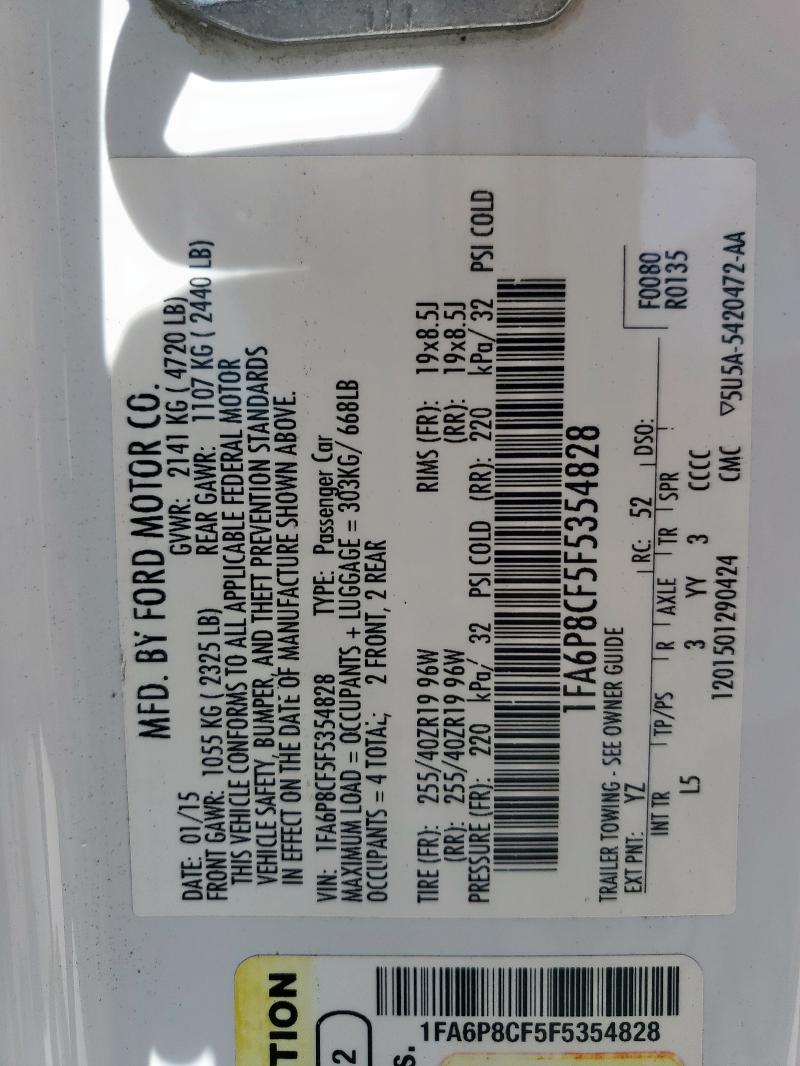 MFD. BY FORD MOTOR CO.
DATE: 01/15 GVWR: 2141 KG ( 4720 LB)
FRONT GAWR: 1055 KG ( 2325 LB) REAR GAWR: 1107 KG ( 2440 LB)
THIS VEHICLE CONFORMS TO ALL APPLICABLE FEDERAL MOTOR
VEHICLE SAFETY, BUMPER, AND THEFT PREVENTION STANDARDS
IN EFFECT ON THE DATE OF MANUFACTURE SHOWN ABOVE.
VIN: 1FA6P8CF5F5354828 TYPE: Passenger Car
MAXIMUM LOAD = OCCUPANTS + LUGGAGE = 303KG/ 668LB
OCCUPANTS = 4 TOTAL; 2 FRONT, 2 REAR
TIRE (FR): 255/40ZR19 96W RIMS (FR): 19x8.5J
(RR): 255/40ZR19 96W (RR): 19x8.5J
PRESSURE (FR): 220 kPa/ 32 PSI COLD (RR): 220 kPa/ 32 PSI COLD
1FA6P8CF5F5354828
TRAILER TOWING - SEE OWNER GUIDE F0080
EXT PNT: YZ RC: 52 DSO: R0135
INT TR TP/PS R AXLE TR SPR
L5 3 YY 3 CCCC
1201501290424 CMC ▽5U5A-5420472-AA
TION
2
s.
1FA6P8CF5F5354828